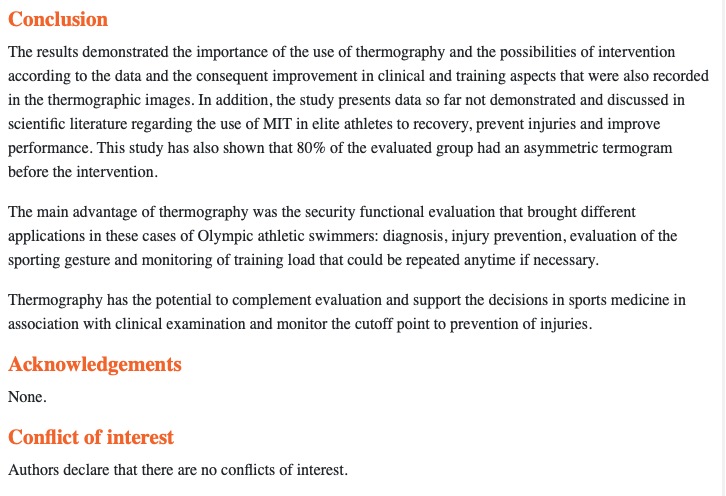 Conclusion
The results demonstrated the importance of the use of thermography and the possibilities of intervention
according to the data and the consequent improvement in clinical and training aspects that were also recorded
in the thermographic images. In addition, the study presents data so far not demonstrated and discussed in
scientific literature regarding the use of MIT in elite athletes to recovery, prevent injuries and improve
performance. This study has also shown that 80% of the evaluated group had an asymmetric termogram
before the intervention.
The main advantage of thermography was the security functional evaluation that brought different
applications in these cases of Olympic athletic swimmers: diagnosis, injury prevention, evaluation of the
sporting gesture and monitoring of training load that could be repeated anytime if necessary.
Thermography has the potential to complement evaluation and support the decisions in sports medicine in
association with clinical examination and monitor the cutoff point to prevention of injuries.
Acknowledgements
None.
Conflict of interest
Authors declare that there are no conflicts of interest.